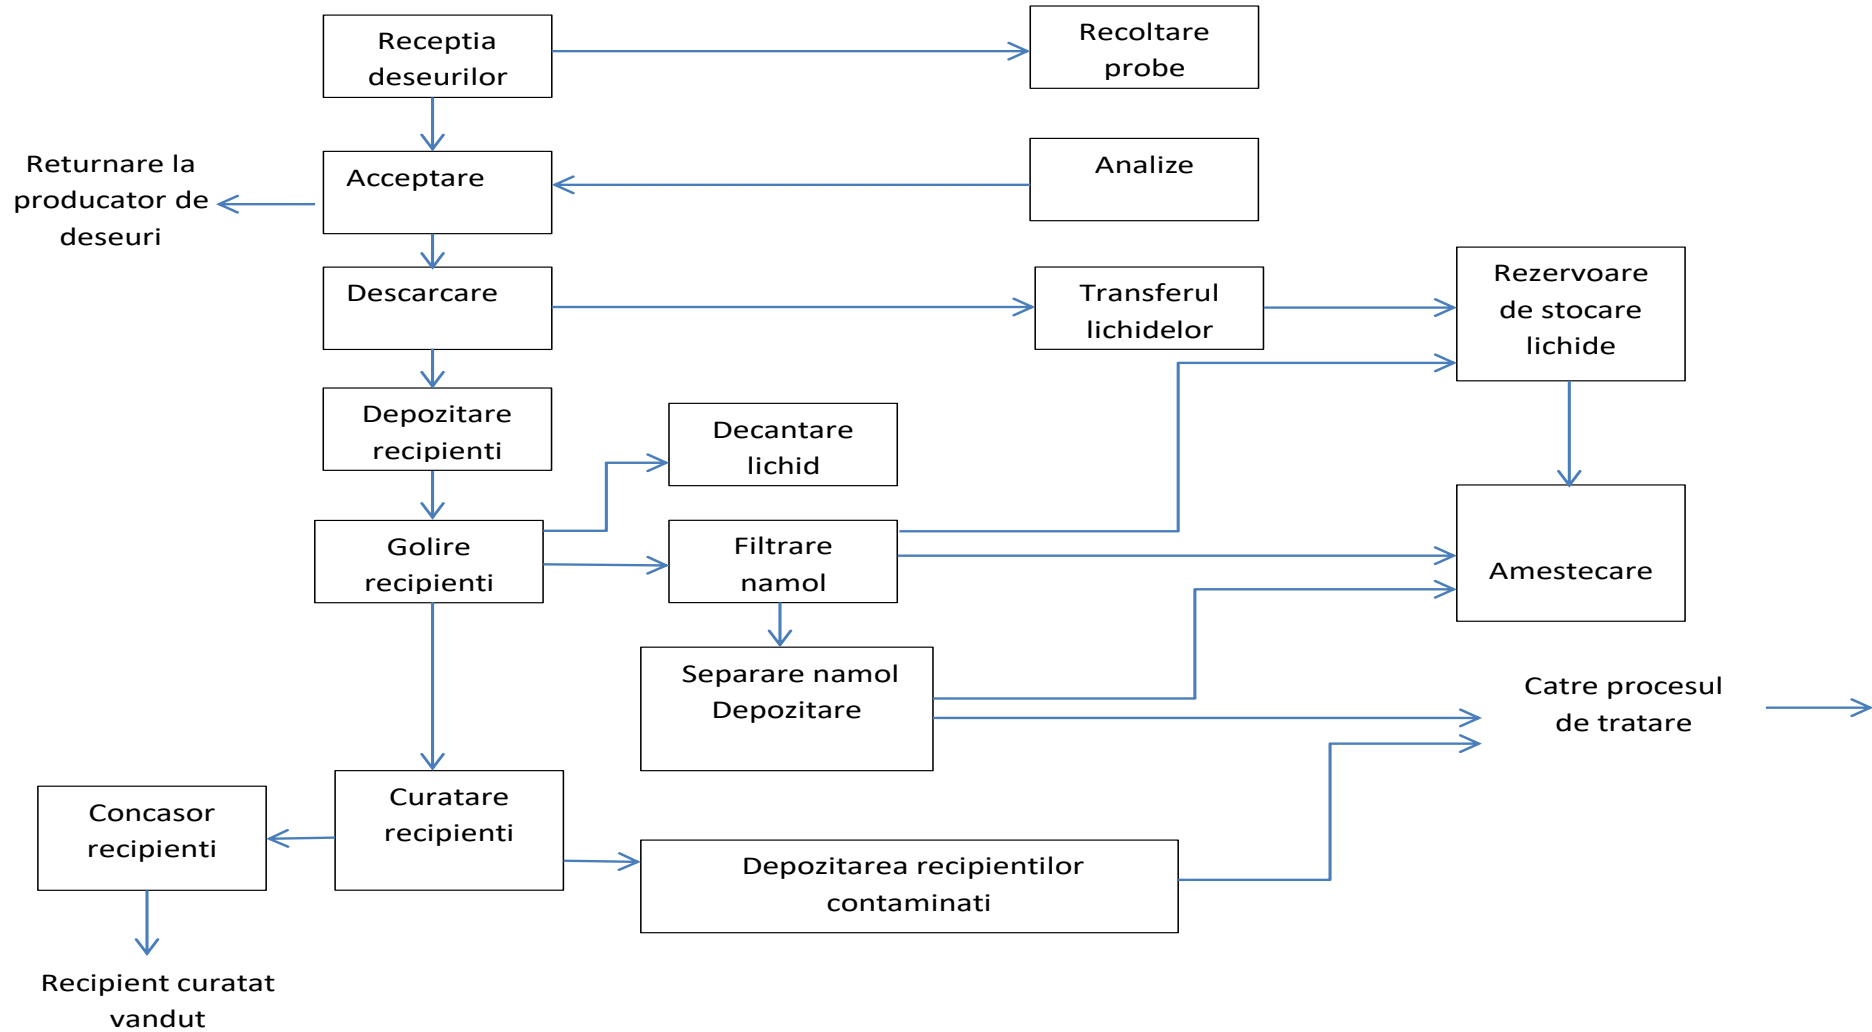 Receptia
deseurilor
Recoltare
probe
Returnare la
producator de
deseuri
Acceptare
Analize
Descarcare
Transferul
lichidelor
Rezervoare
de stocare
lichide
Depozitare
recipienti
Decantare
lichid
Golire
recipienti
Filtrare
namol
Amestecare
Separare namol
Depozitare
Catre procesul
de tratare
Concasor
recipienti
Curatare
recipienti
Depozitarea recipientilor
contaminati
Recipient curatat
vandut